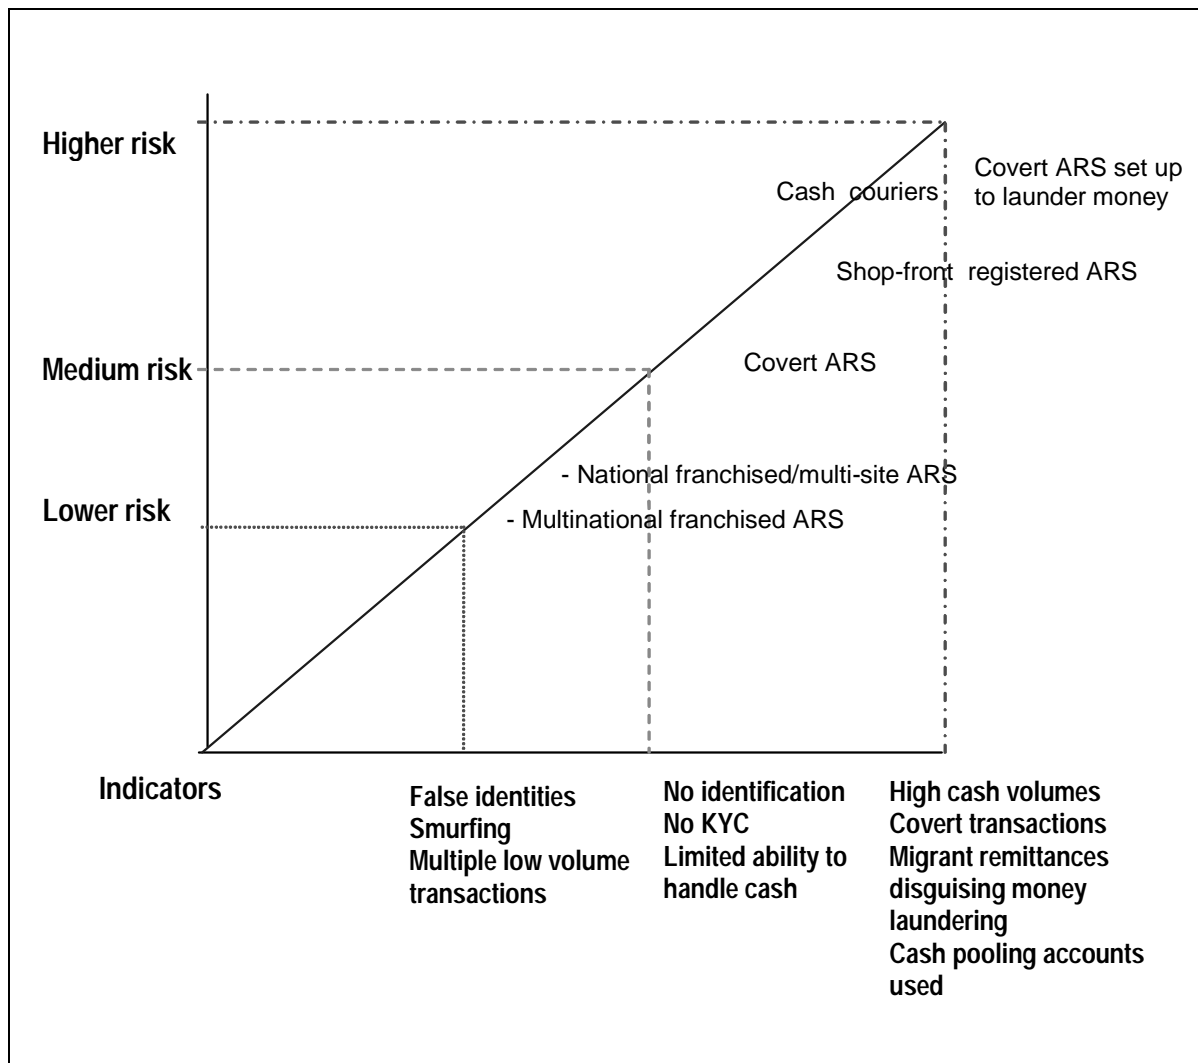 Higher risk
Cash couriers
Covert ARS set up
to launder money
Shop-front registered ARS
Medium risk
Covert ARS
- National franchised/multi-site ARS
Lower risk
- Multinational franchised ARS
Indicators
False identities
Smurfing
Multiple low volume
transactions
No identification
No KYC
Limited ability to
handle cash
High cash volumes
Covert transactions
Migrant remittances
disguising money
laundering
Cash pooling accounts
used